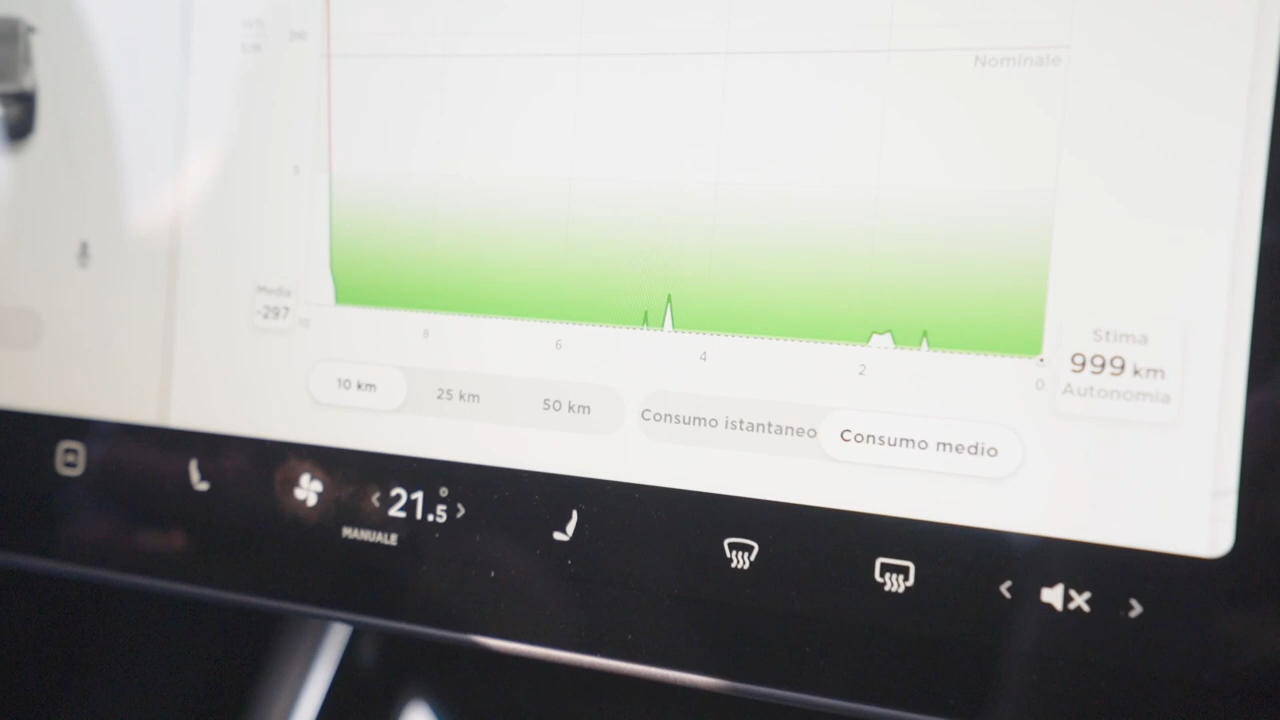 Nominale
Media
-297
10
8
6
4
2
0
Stima
999 km
Autonomia
10 km
25 km
50 km
Consumo istantaneo
Consumo medio
21.5°
MANUALE